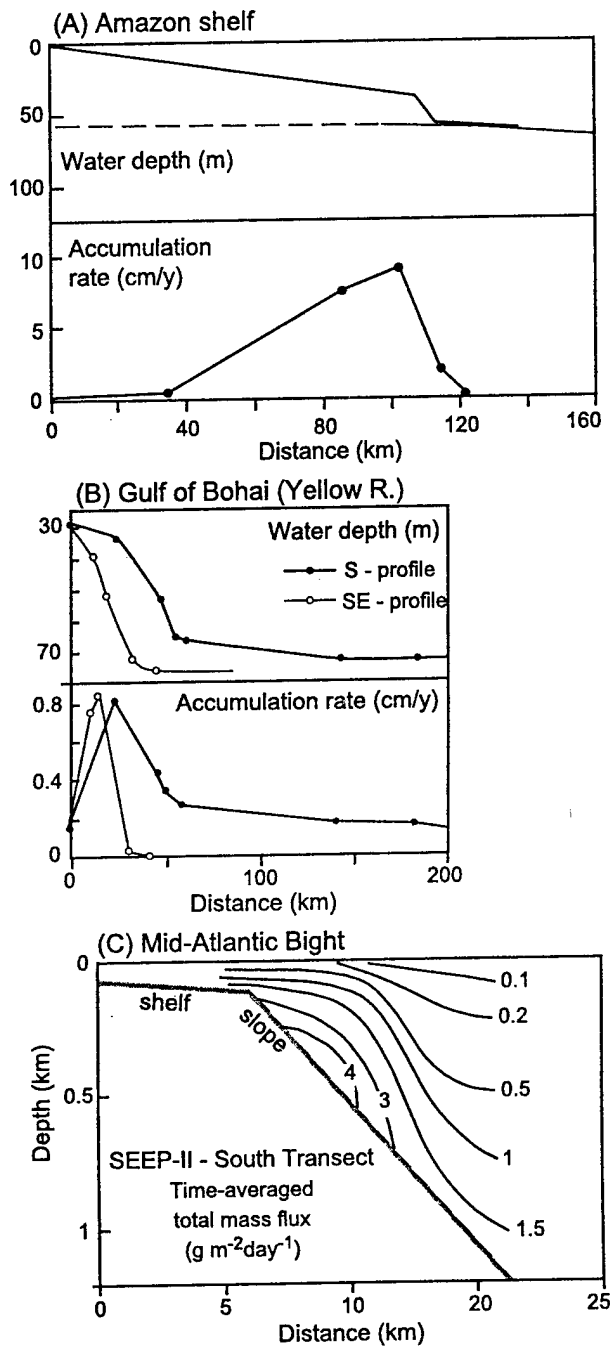 (A) Amazon shelf
0
50
Water depth (m)
100
Accumulation
rate (cm/y)
10
5
0
0 40 80 120 160
Distance (km)
(B) Gulf of Bohai (Yellow R.)
30
Water depth (m)
S - profile
SE - profile
70
Accumulation rate (cm/y)
0.8
0.4
0
0 100 200
Distance (km)
(C) Mid-Atlantic Bight
0
shelf
slope
0.1
0.2
0.5
4
3
1
1.5
Depth (km)
0.5
1
SEEP-II - South Transect
Time-averaged
total mass flux
(g m⁻²day⁻¹)
0 5 10 15 20 25
Distance (km)